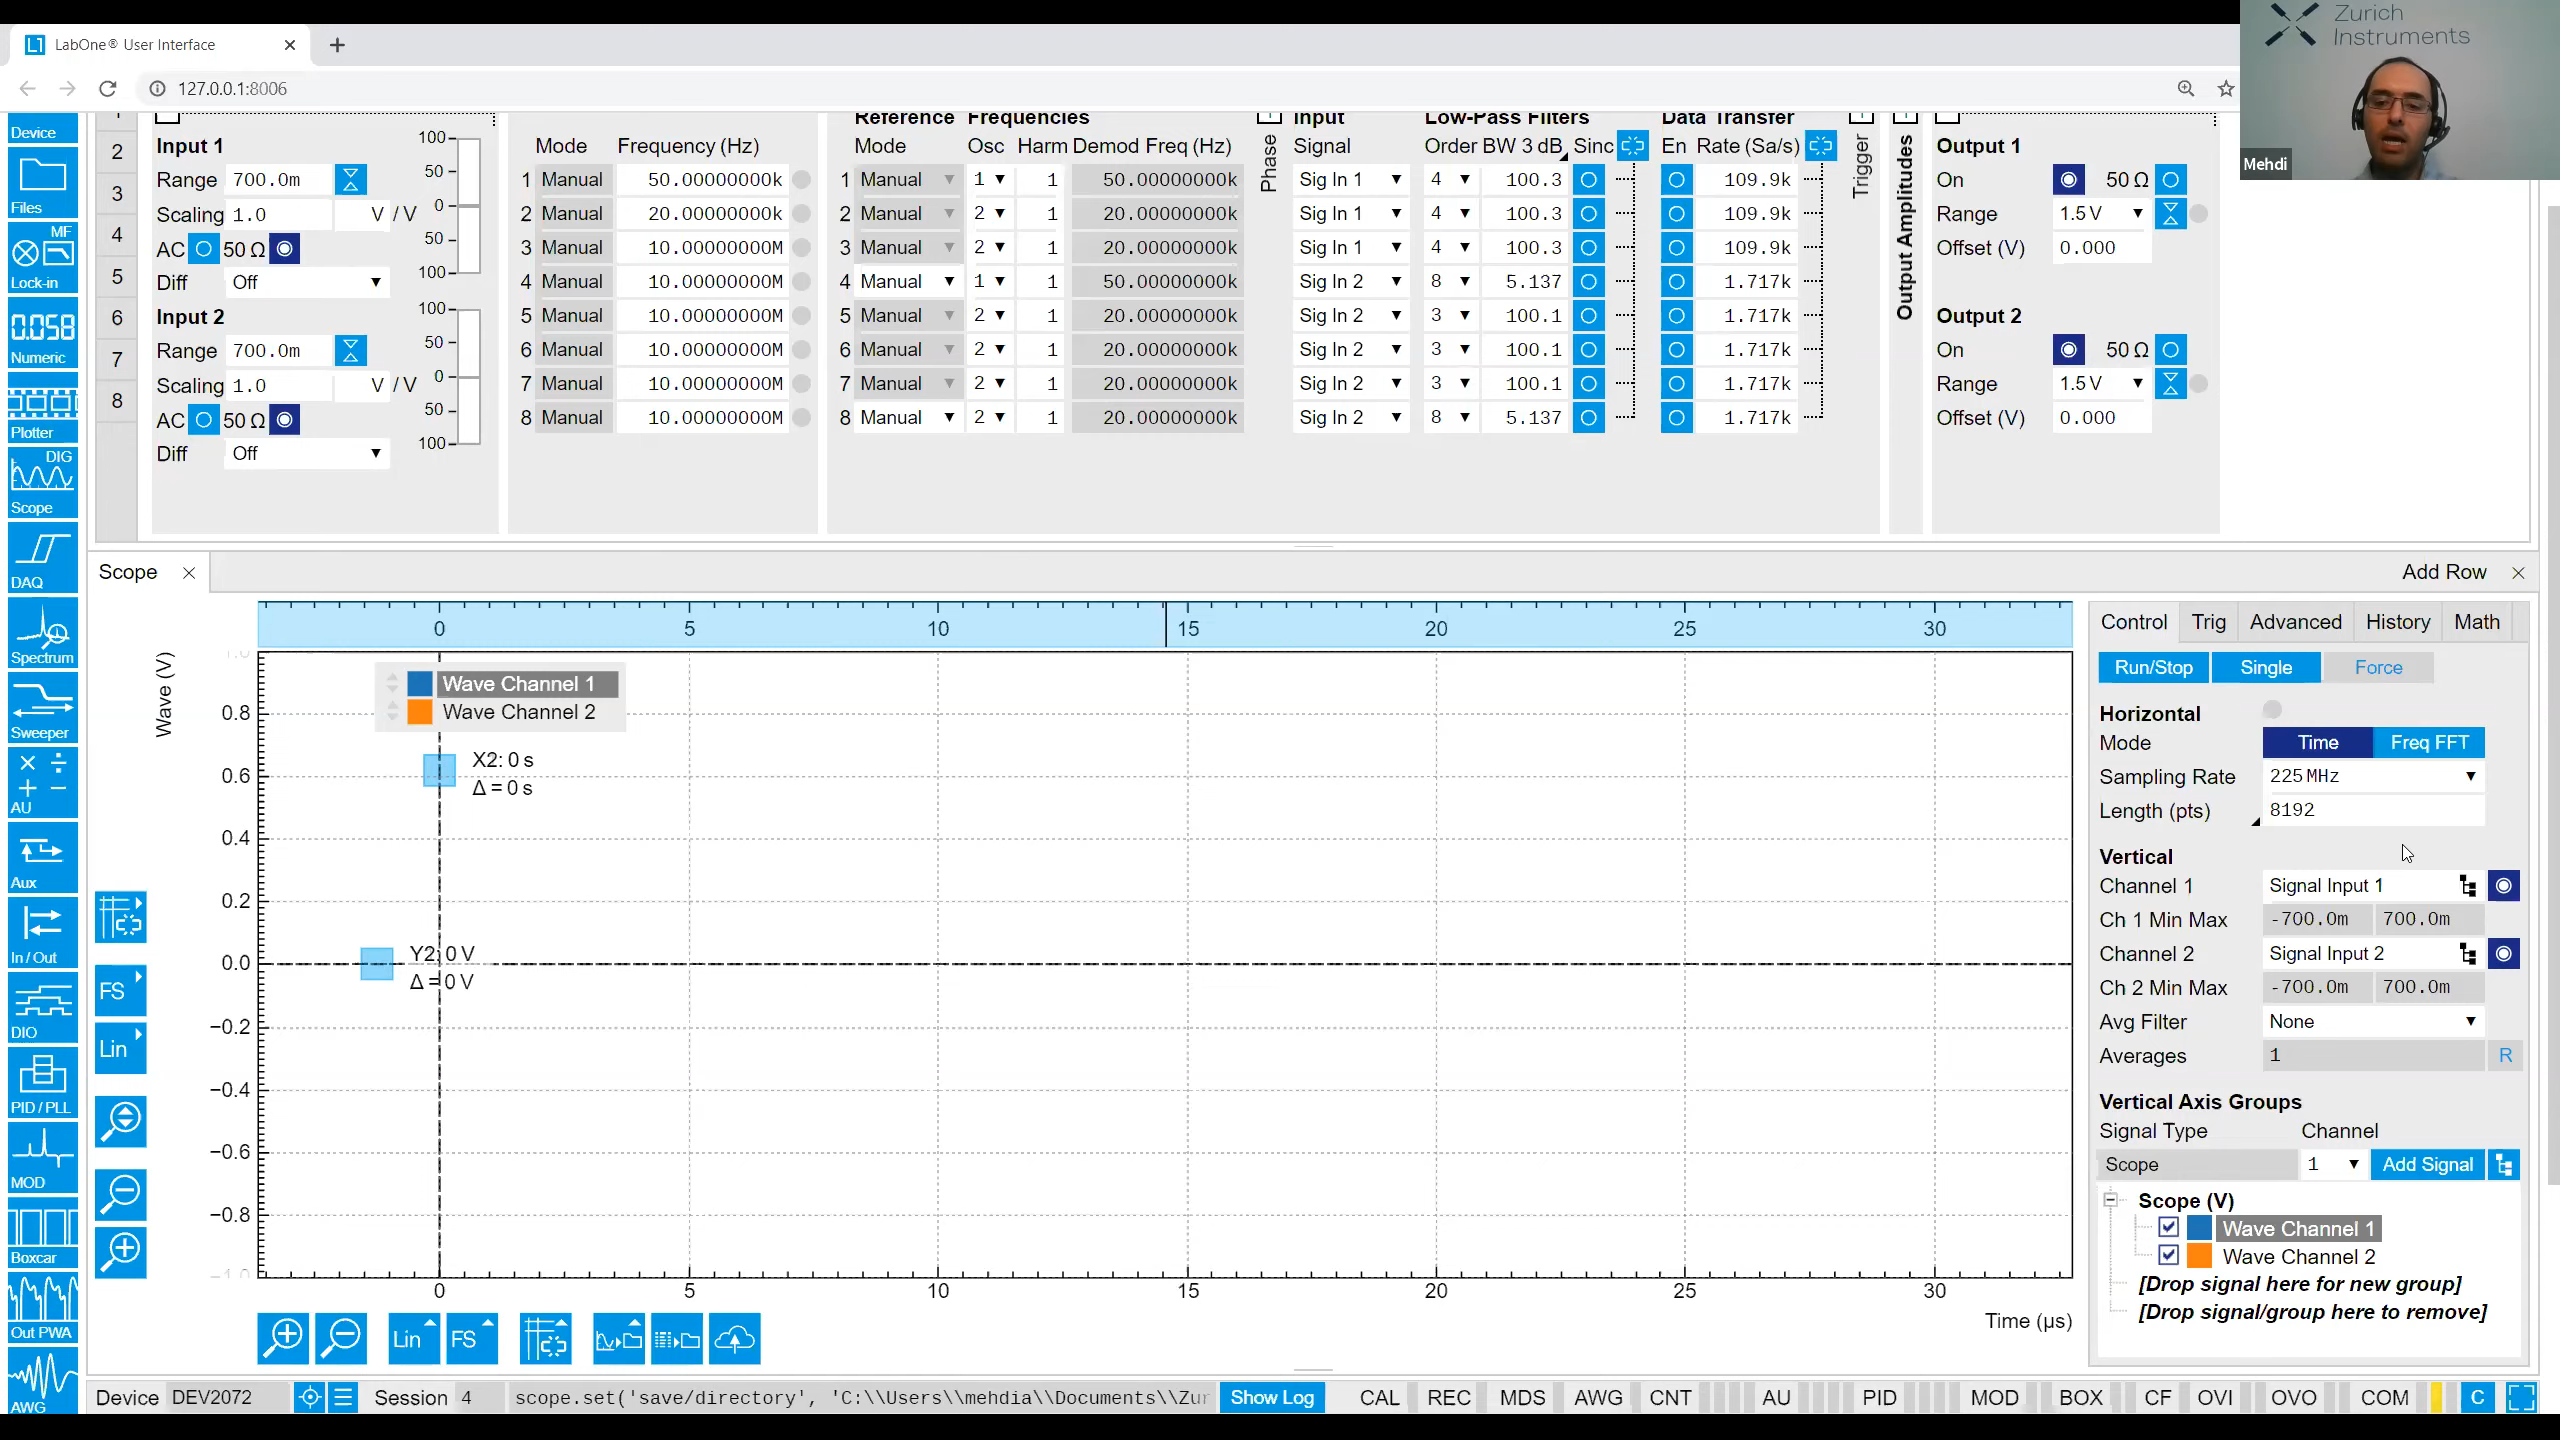 LabOne® User Interface
127.0.0.1:8006
Zurich
Instruments
Mehdi
Device
Files
MF
Lock-in
Numeric
Plotter
DIG
Scope
DAQ
Spectrum
Sweeper
AU
Aux
In / Out
DIO
PID / PLL
MOD
Boxcar
Out PWA
AWG
2
3
4
5
6
7
8
Input 1
Range 700.0m
Scaling 1.0 V / V
AC 50 Ω
Diff Off
100
50
0
50
100
Input 2
Range 700.0m
Scaling 1.0 V / V
AC 50 Ω
Diff Off
100
50
0
50
100
Mode Frequency (Hz)
1 Manual 50.00000000k
2 Manual 20.00000000k
3 Manual 10.00000000M
4 Manual 10.00000000M
5 Manual 10.00000000M
6 Manual 10.00000000M
7 Manual 10.00000000M
8 Manual 10.00000000M
Reference Frequencies Input Low-Pass Filters Data Transfer
Mode Osc Harm Demod Freq (Hz) Phase Signal Order BW 3 dB Sinc En Rate (Sa/s) Trigger
1 Manual 1 1 50.00000000k Sig In 1 4 100.3 109.9k
2 Manual 2 1 20.00000000k Sig In 1 4 100.3 109.9k
3 Manual 2 1 20.00000000k Sig In 1 4 100.3 109.9k
4 Manual 1 1 50.00000000k Sig In 2 8 5.137 1.717k
5 Manual 2 1 20.00000000k Sig In 2 3 100.1 1.717k
6 Manual 2 1 20.00000000k Sig In 2 3 100.1 1.717k
7 Manual 2 1 20.00000000k Sig In 2 3 100.1 1.717k
8 Manual 2 1 20.00000000k Sig In 2 8 5.137 1.717k
Output Amplitudes
Output 1
On 50 Ω
Range 1.5 V
Offset (V) 0.000
Output 2
On 50 Ω
Range 1.5 V
Offset (V) 0.000
Scope
Add Row
0 5 10 15 20 25 30
Wave (V)
Wave Channel 1
Wave Channel 2
X2: 0 s
Δ = 0 s
Y2: 0 V
Δ = 0 V
0.8
0.6
0.4
0.2
0.0
−0.2
−0.4
−0.6
−0.8
0 5 10 15 20 25 30
Time (µs)
FS
Lin
Lin FS
Control Trig Advanced History Math
Run/Stop Single Force
Horizontal
Mode Time Freq FFT
Sampling Rate 225 MHz
Length (pts) 8192
Vertical
Channel 1 Signal Input 1
Ch 1 Min Max -700.0m 700.0m
Channel 2 Signal Input 2
Ch 2 Min Max -700.0m 700.0m
Avg Filter None
Averages 1 R
Vertical Axis Groups
Signal Type Channel
Scope 1 Add Signal
Scope (V)
Wave Channel 1
Wave Channel 2
[Drop signal here for new group]
[Drop signal/group here to remove]
Device DEV2072 Session 4 scope.set('save/directory', 'C:\\Users\\mehdia\\Documents\\Zur Show Log CAL REC MDS AWG CNT AU PID MOD BOX CF OVI OVO COM C